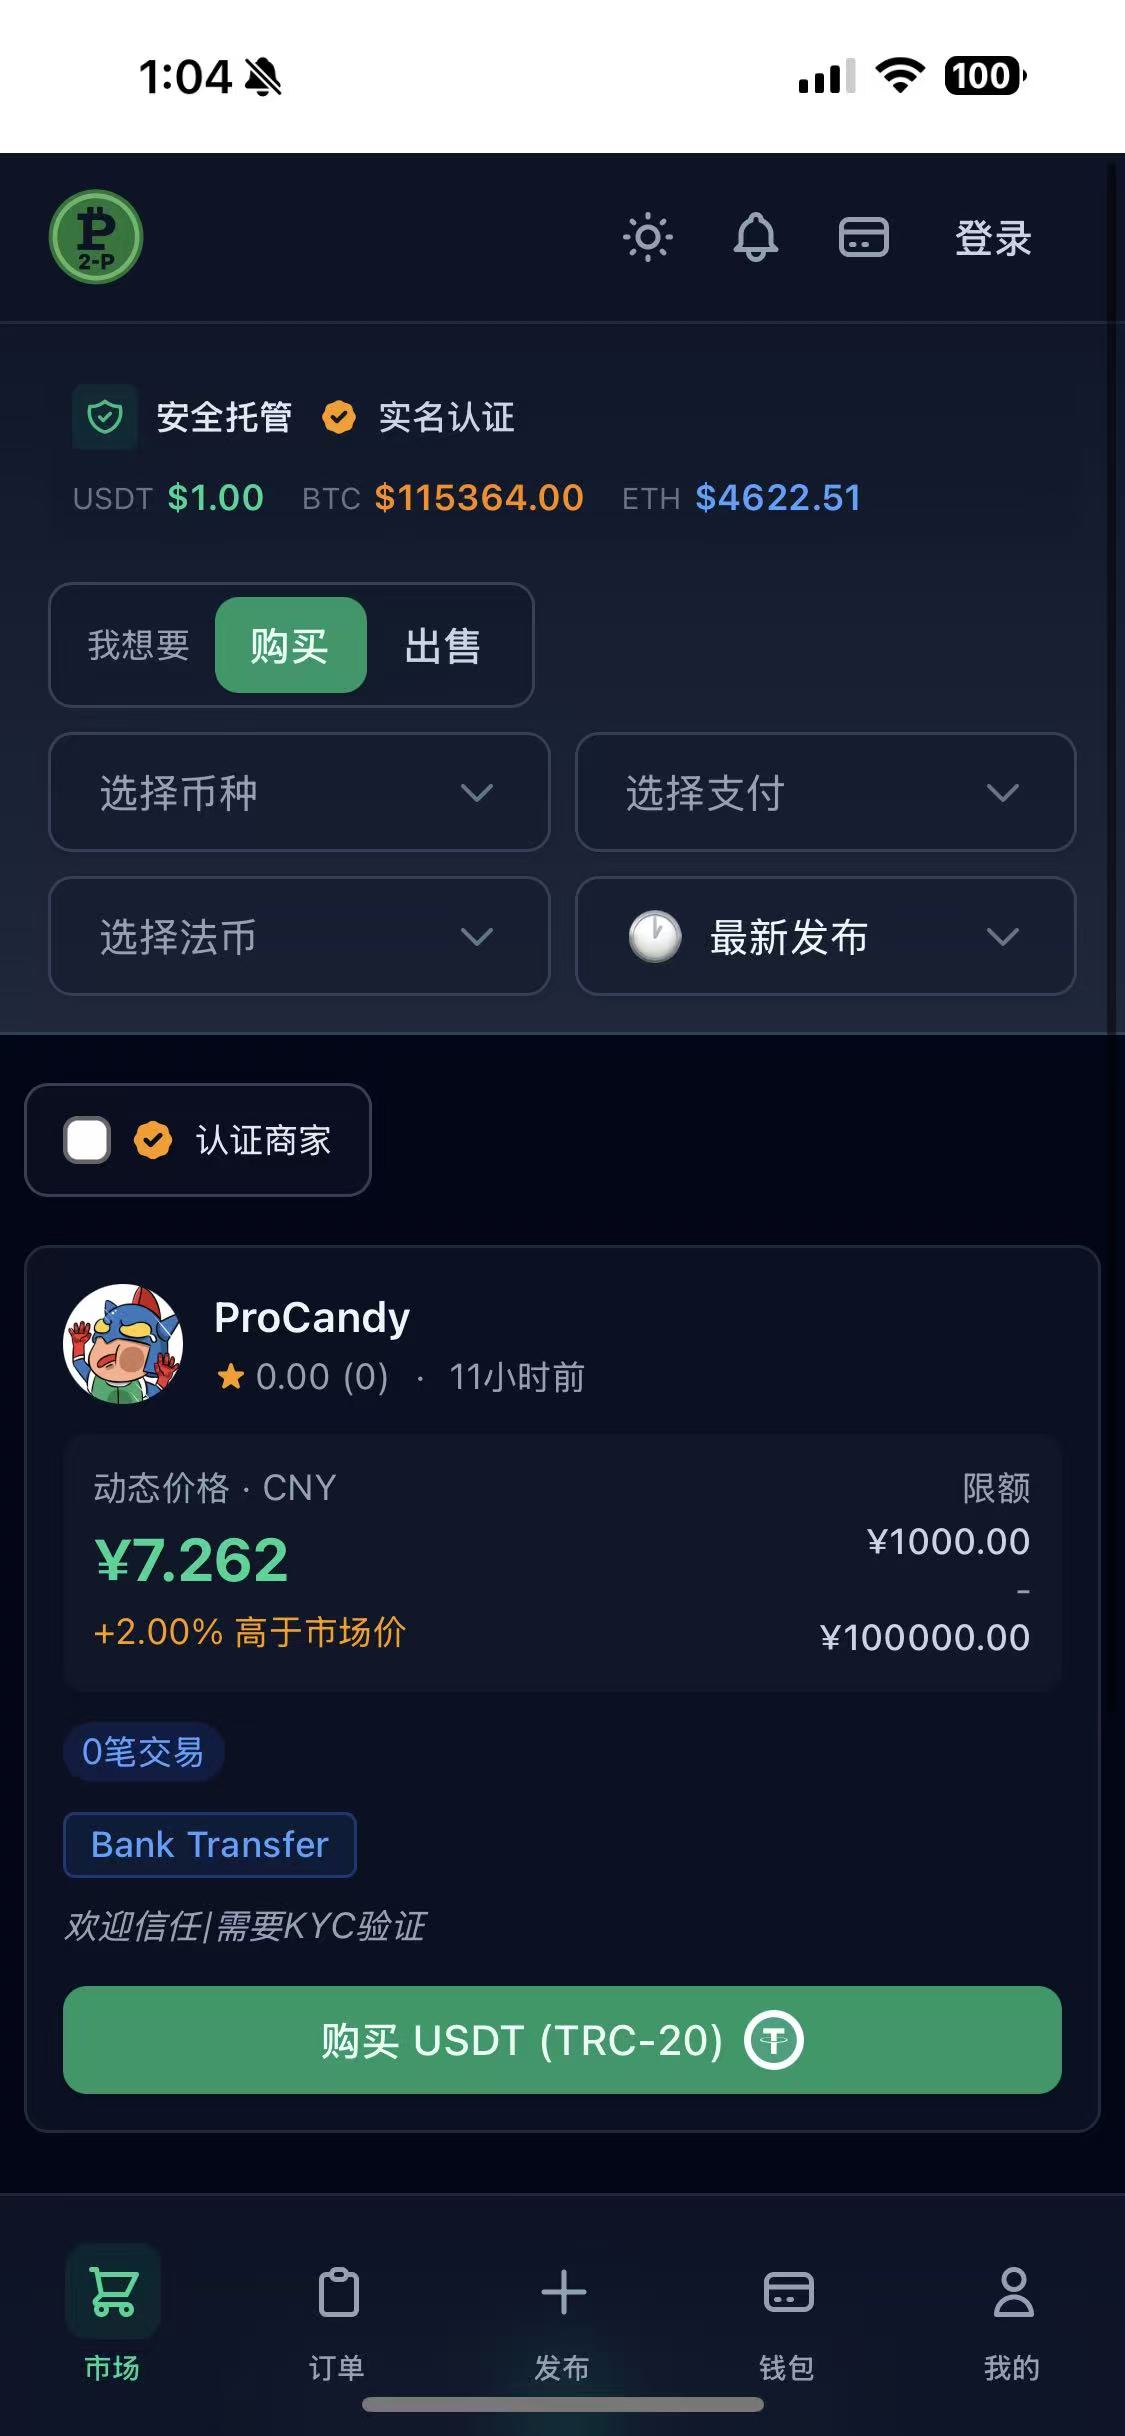 1:04
100
2-P
登录
安全托管 实名认证
USDT $1.00 BTC $115364.00 ETH $4622.51
我想要 购买 出售
选择币种 选择支付
选择法币 最新发布
认证商家
ProCandy
0.00 (0) · 11小时前
动态价格 · CNY 限额
¥7.262 ¥1000.00
-
+2.00% 高于市场价 ¥100000.00
0笔交易
Bank Transfer
欢迎信任|需要KYC验证
购买 USDT (TRC-20)
市场 订单 发布 钱包 我的